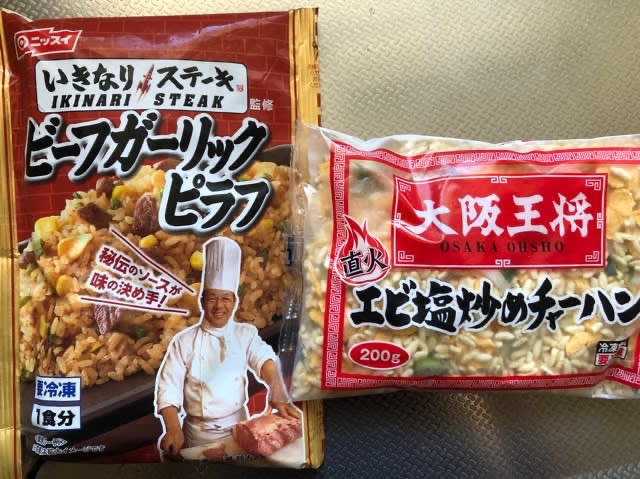 ニッスイ
いきなりステーキ
IKINARI STEAK
監修
ビーフガーリック
ピラフ
秘伝のソースが
味の決め手!
要冷凍
1食分
大阪王将
OSAKA OHSHO
直火
エビ塩炒めチャーハン
200g
冷凍